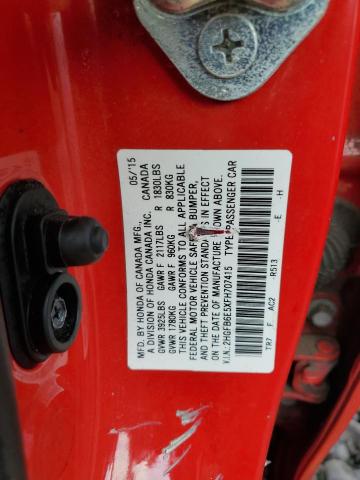 MFD. BY HONDA OF CANADA MFG., 05/'15
A DIVISION OF HONDA CANADA INC. CANADA
GVWR 3925LBS GAWR F 2117LBS R 1830LBS
GVWR 1780KG GAWR F 960KG R 830KG
THIS VEHICLE CONFORMS TO ALL APPLICABLE
FEDERAL MOTOR VEHICLE SAFETY, BUMPER,
AND THEFT PREVENTION STANDARDS IN EFFECT
ON THE DATE OF MANUFACTURE SHOWN ABOVE.
V.I.N.: 2HGFB6E5XFH707415 TYPE: PASSENGER CAR
TR7 F AC2 R513 -E -H